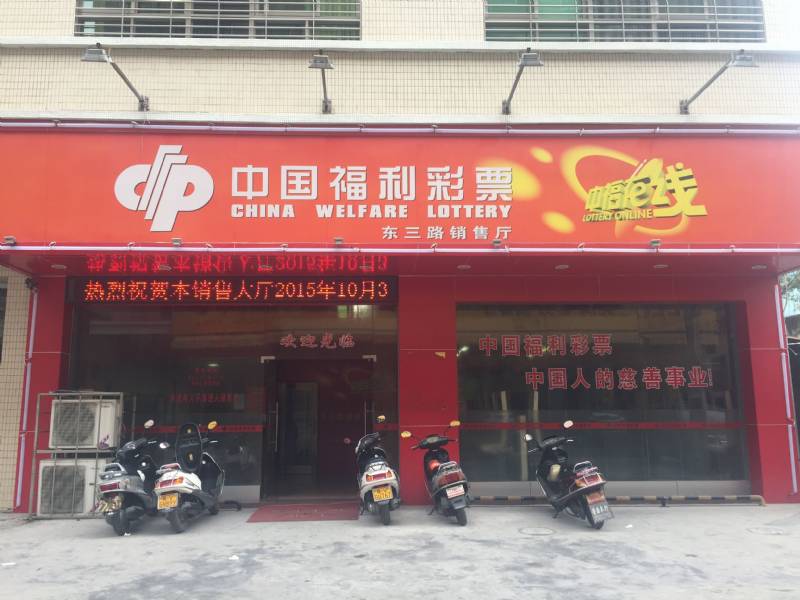 中国福利彩票
CHINA WELFARE LOTTERY
东三路销售厅
中福e线
LOTTERY ONLINE
热烈祝贺本销售大厅2015年10月3
欢迎光临
中国福利彩票
中国人的慈善事业!